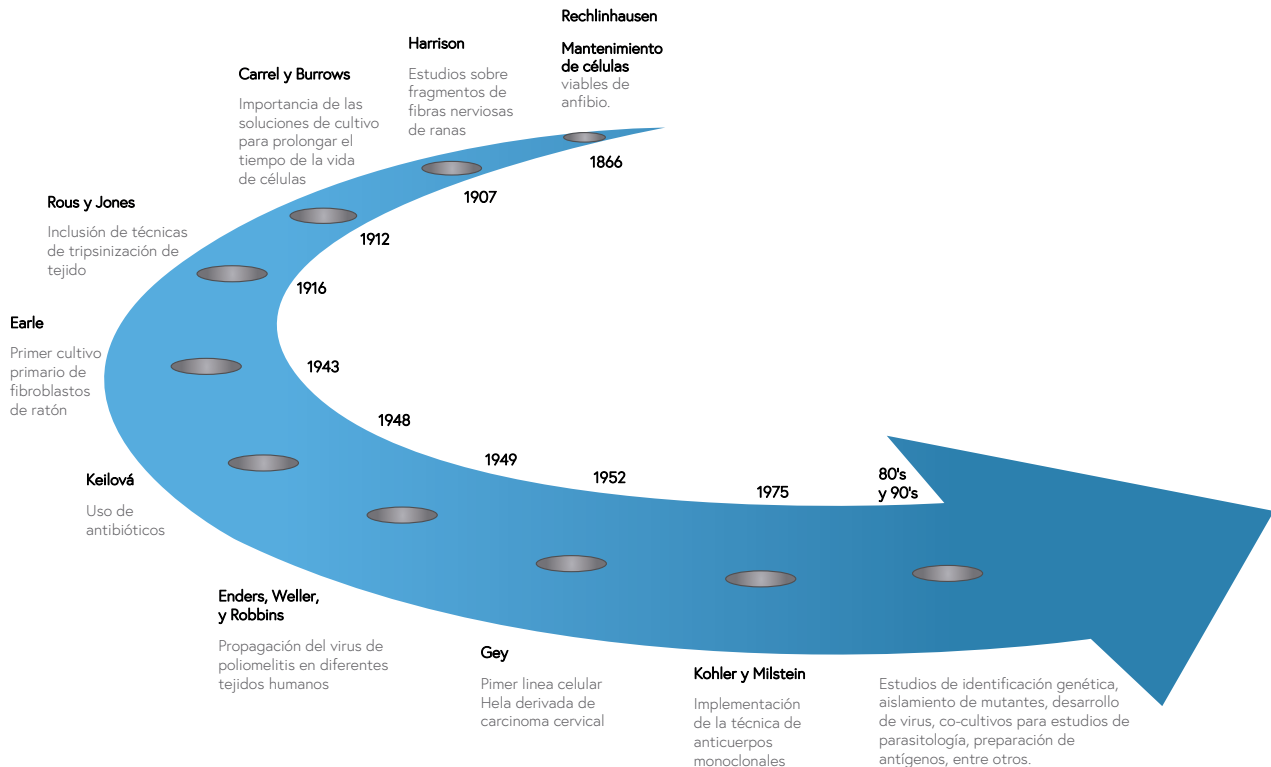 Rechlinhausen
Mantenimiento
de células
viables de
anfibio.
1866
Harrison
Estudios sobre
fragmentos de
fibras nerviosas
de ranas
1907
Carrel y Burrows
Importancia de las
soluciones de cultivo
para prolongar el
tiempo de la vida
de células
1912
Rous y Jones
Inclusión de técnicas
de tripsinización de
tejido
1916
Earle
Primer cultivo
primario de
fibroblastos
de ratón
1943
Keilová
Uso de
antibióticos
1948
Enders, Weller,
y Robbins
Propagación del virus de
poliomelitis en diferentes
tejidos humanos
1949
Gey
Pimer linea celular
Hela derivada de
carcinoma cervical
1952
Kohler y Milstein
Implementación
de la técnica de
anticuerpos
monoclonales
1975
80's
y 90's
Estudios de identificación genética,
aislamiento de mutantes, desarrollo
de virus, co-cultivos para estudios de
parasitología, preparación de
antígenos, entre otros.